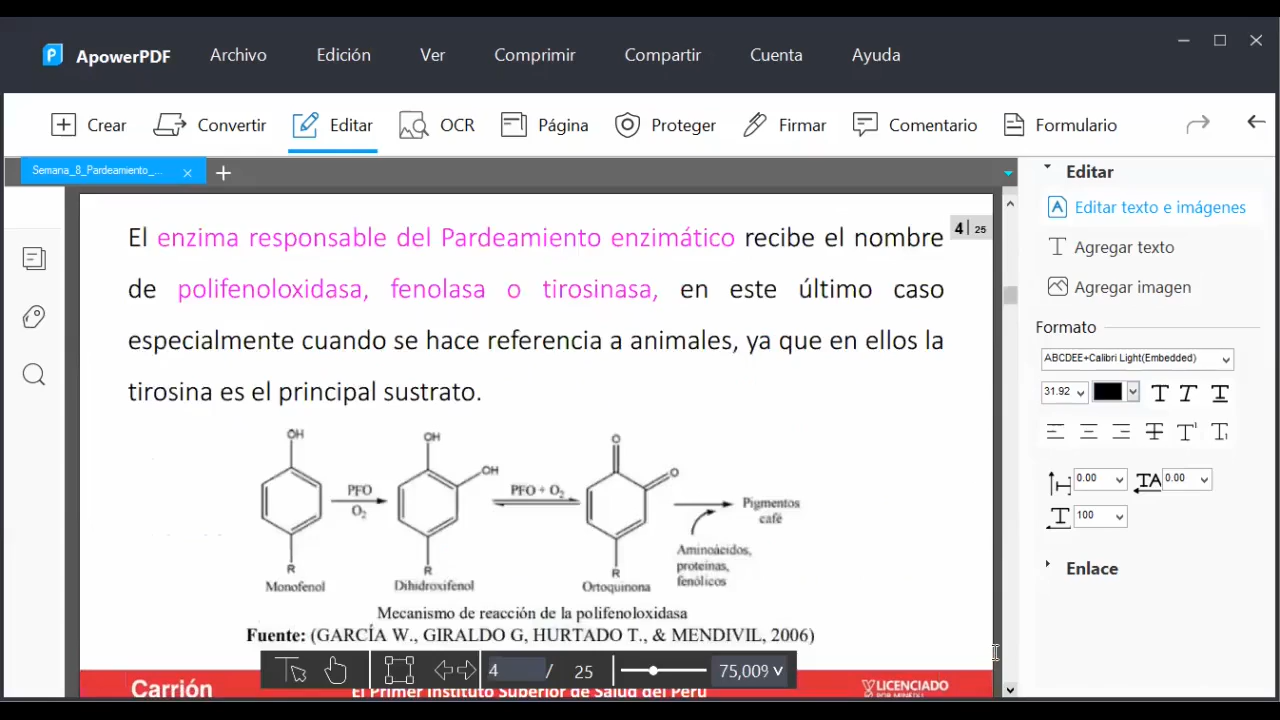 ApowerPDF Archivo Edición Ver Comprimir Compartir Cuenta Ayuda
Crear Convertir Editar OCR Página Proteger Firmar Comentario Formulario
Semana_8_Pardeamiento_...
4 25
El enzima responsable del Pardeamiento enzimático recibe el nombre
de polifenoloxidasa, fenolasa o tirosinasa, en este último caso
especialmente cuando se hace referencia a animales, ya que en ellos la
tirosina es el principal sustrato.
OH
PFO
O₂
R
Monofenol
OH
OH
R
Dihidroxifenol
PFO + O₂
O
O
R
Ortoquinona
Pigmentos
café
Aminoácidos,
proteinas,
fenólicos
Mecanismo de reacción de la polifenoloxidasa
Fuente: (GARCÍA W., GIRALDO G, HURTADO T., & MENDIVIL, 2006)
4 / 25 75,009
Carrión
El Primer Instituto Superior de Salud del Perú
LICENCIADO
POR MINEDU
Editar
Editar texto e imágenes
Agregar texto
Agregar imagen
Formato
ABCDEE+Calibri Light(Embedded)
31.92
0.00 0.00
100
Enlace